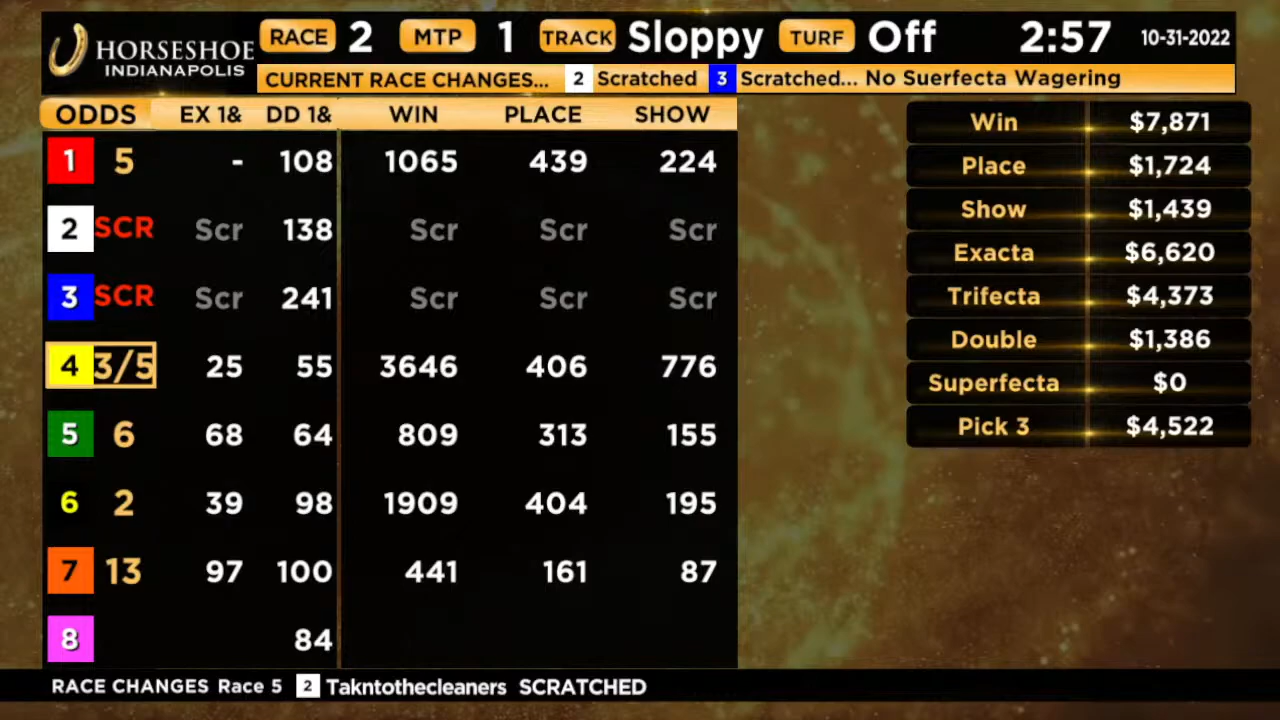 HORSESHOE
INDIANAPOLIS
RACE 2 MTP 1 TRACK Sloppy TURF Off 2:57 10-31-2022
CURRENT RACE CHANGES... 2 Scratched 3 Scratched... No Suerfecta Wagering
ODDS EX 1& DD 1& WIN PLACE SHOW
1 5 - 108 1065 439 224
2 SCR Scr 138 Scr Scr Scr
3 SCR Scr 241 Scr Scr Scr
4 3/5 25 55 3646 406 776
5 6 68 64 809 313 155
6 2 39 98 1909 404 195
7 13 97 100 441 161 87
8 84
Win $7,871
Place $1,724
Show $1,439
Exacta $6,620
Trifecta $4,373
Double $1,386
Superfecta $0
Pick 3 $4,522
RACE CHANGES Race 5 2 Takntothecleaners SCRATCHED